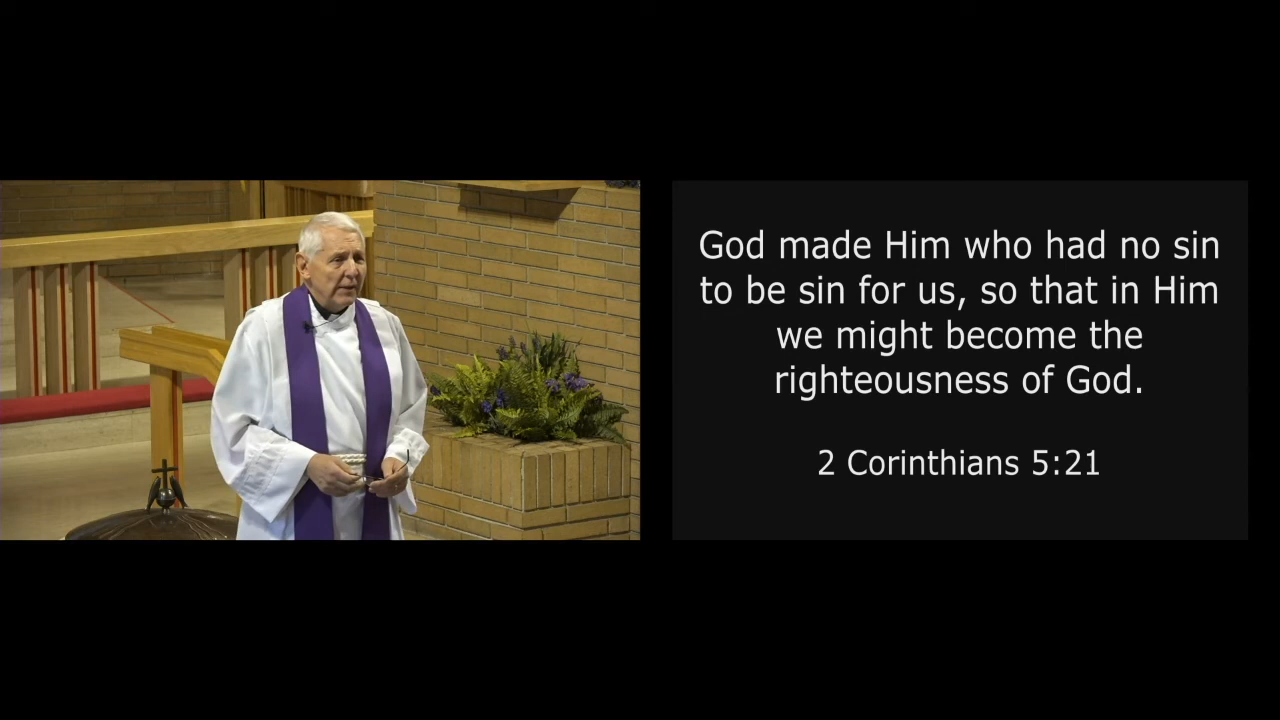 God made Him who had no sin
to be sin for us, so that in Him
we might become the
righteousness of God.
2 Corinthians 5:21